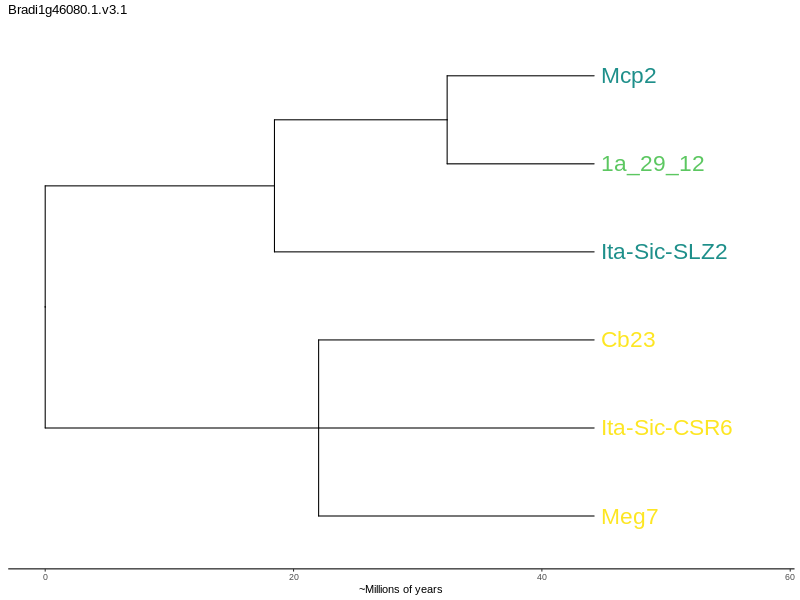 Bradi1g46080.1.v3.1
Mcp2
1a_29_12
Ita-Sic-SLZ2
Cb23
Ita-Sic-CSR6
Meg7
0 20 40 60
~Millions of years